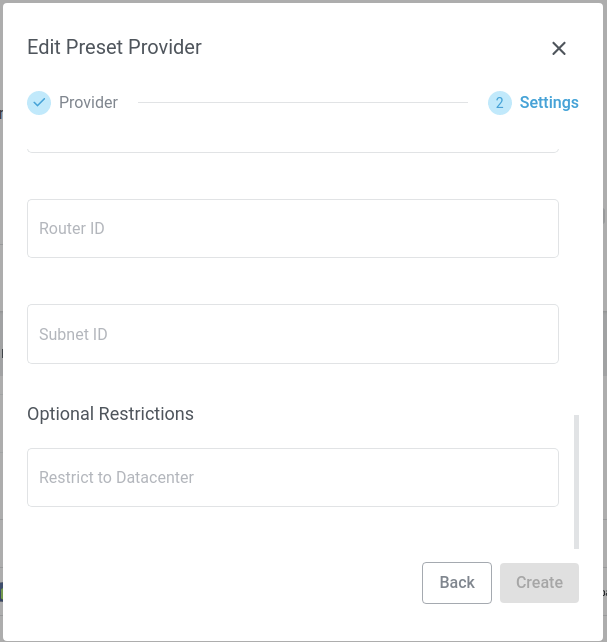 Edit Preset Provider
Provider
2 Settings
Router ID
Subnet ID
Optional Restrictions
Restrict to Datacenter
Back Create